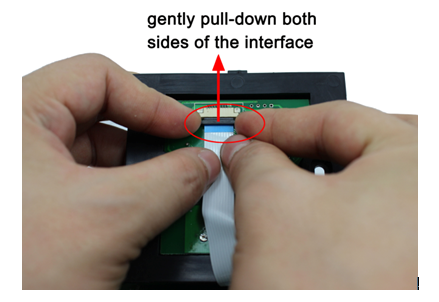 gently pull-down both
sides of the interface